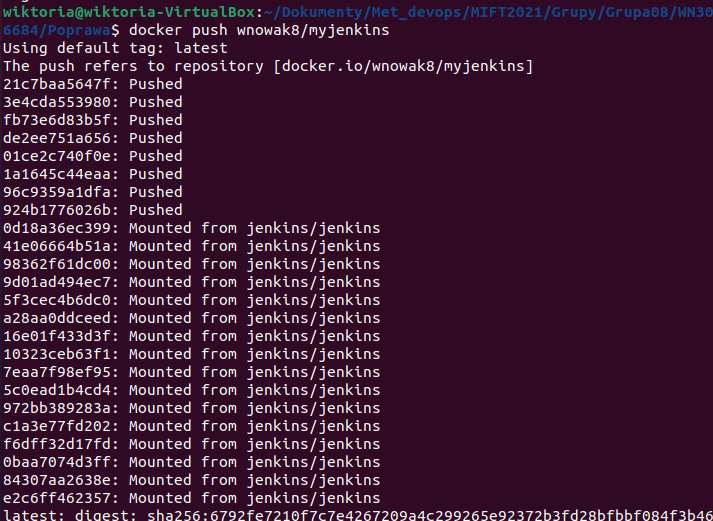 wiktoria@wiktoria-VirtualBox:~/Dokumenty/Met_devops/MIFT2021/Grupy/Grupa08/WN30
6684/Poprawa$ docker push wnowak8/myjenkins
Using default tag: latest
The push refers to repository [docker.io/wnowak8/myjenkins]
21c7baa5647f: Pushed
3e4cda553980: Pushed
fb73e6d83b5f: Pushed
de2ee751a656: Pushed
01ce2c740f0e: Pushed
1a1645c44eaa: Pushed
96c9359a1dfa: Pushed
924b1776026b: Pushed
0d18a36ec399: Mounted from jenkins/jenkins
41e06664b51a: Mounted from jenkins/jenkins
98362f61dc00: Mounted from jenkins/jenkins
9d01ad494ec7: Mounted from jenkins/jenkins
5f3cec4b6dc0: Mounted from jenkins/jenkins
a28aa0ddceed: Mounted from jenkins/jenkins
16e01f433d3f: Mounted from jenkins/jenkins
10323ceb63f1: Mounted from jenkins/jenkins
7eaa7f98ef95: Mounted from jenkins/jenkins
5c0ead1b4cd4: Mounted from jenkins/jenkins
972bb389283a: Mounted from jenkins/jenkins
c1a3e77fd202: Mounted from jenkins/jenkins
f6dff32d17fd: Mounted from jenkins/jenkins
0baa7074d3ff: Mounted from jenkins/jenkins
84307aa2638e: Mounted from jenkins/jenkins
e2c6ff462357: Mounted from jenkins/jenkins
latest: digest: sha256:6792fe7210f7c7e4267209a4c299265e92372b3fd28bfbbf084f3b46